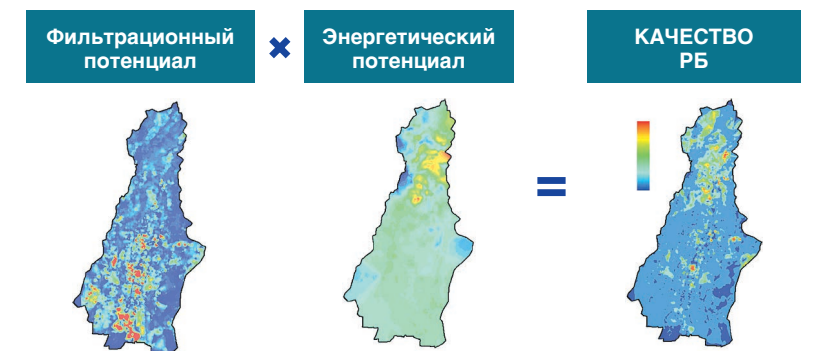 Фильтрационный
потенциал
×
Энергетический
потенциал
=
КАЧЕСТВО
РБ